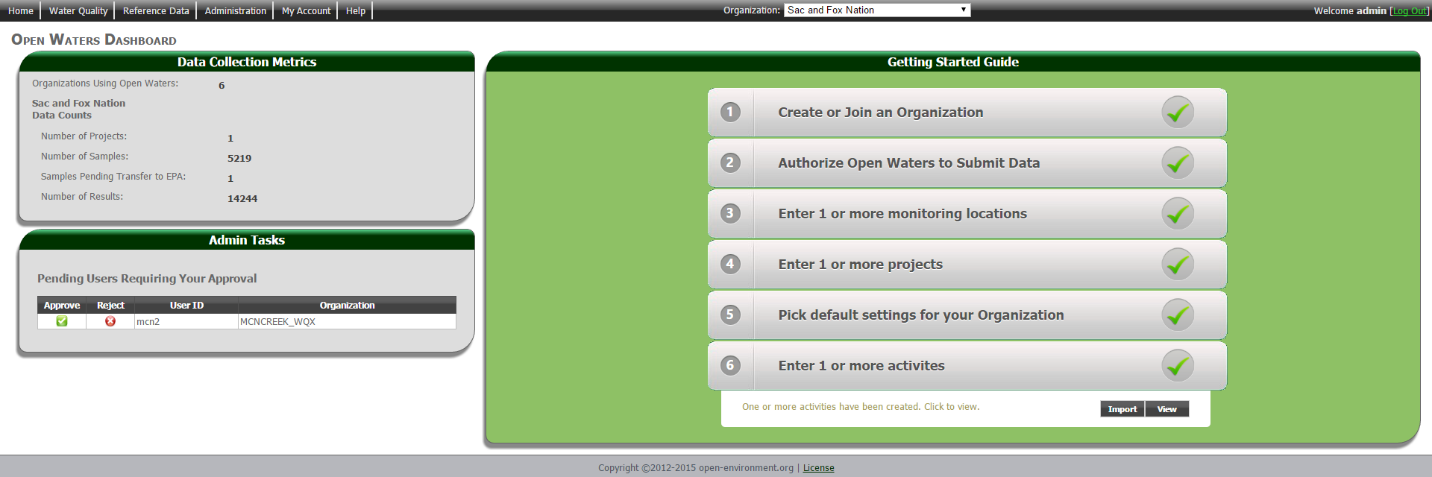 Home Water Quality Reference Data Administration My Account Help Organization: Sac and Fox Nation Welcome admin [Log Out]
Open Waters Dashboard
Data Collection Metrics
Organizations Using Open Waters: 6
Sac and Fox Nation
Data Counts
Number of Projects: 1
Number of Samples: 5219
Samples Pending Transfer to EPA: 1
Number of Results: 14244
Admin Tasks
Pending Users Requiring Your Approval
Approve Reject User ID Organization
mcn2 MCNCREEK_WQX
Getting Started Guide
1 Create or Join an Organization
2 Authorize Open Waters to Submit Data
3 Enter 1 or more monitoring locations
4 Enter 1 or more projects
5 Pick default settings for your Organization
6 Enter 1 or more activites
One or more activities have been created. Click to view. Import View
Copyright ©2012-2015 open-environment.org | License